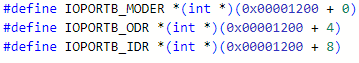 #define IOPORTB_MODER *(int *)(0x00001200 + 0)
#define IOPORTB_ODR *(int *)(0x00001200 + 4)
#define IOPORTB_IDR *(int *)(0x00001200 + 8)